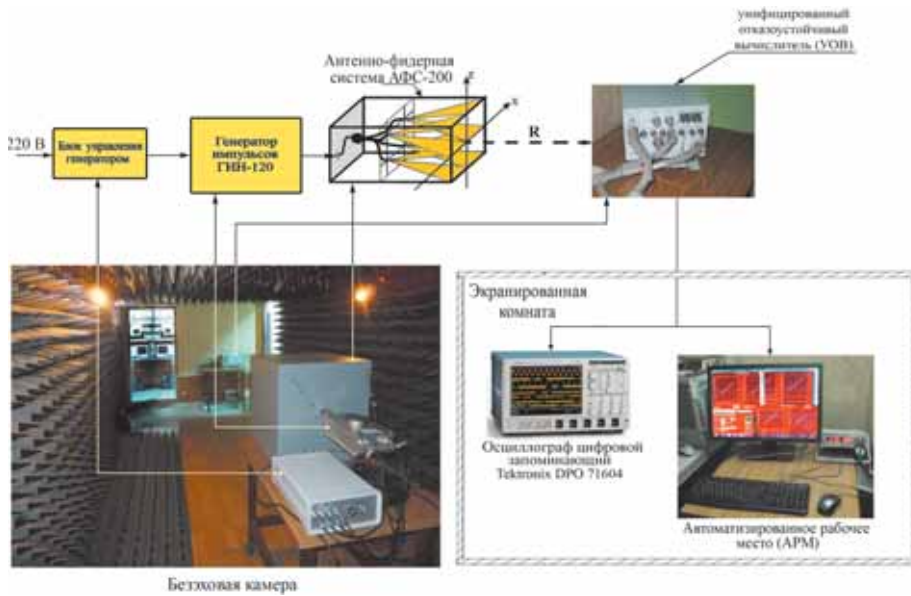 унифицированный
отказоустойчивый
вычислитель (УОВ)
Антенно-фидерная
система АФС-200
z
x
R
220 В
Блок управления
генератором
Генератор
импульсов
ГИН-120
Экранированная
комната
Осциллограф цифровой
запоминающий
Tektronix DPO 71604
Автоматизированное рабочее
место (АРМ)
Безэховая камера